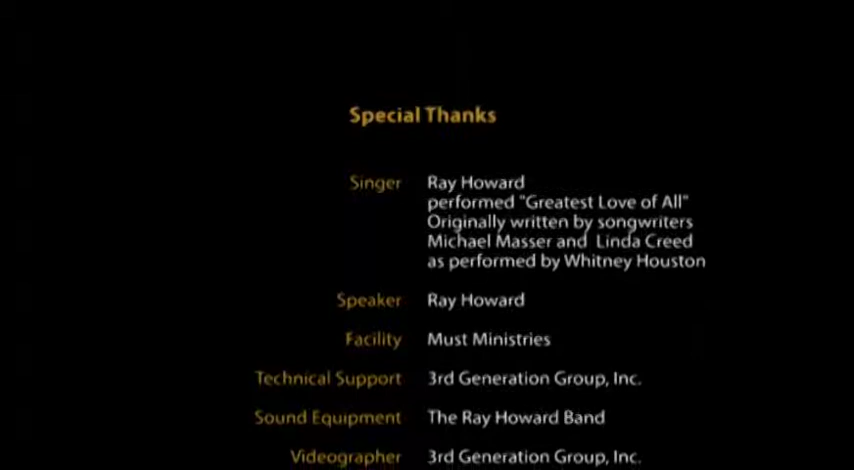 Special Thanks
Singer Ray Howard
performed "Greatest Love of All"
Originally written by songwriters
Michael Masser and Linda Creed
as performed by Whitney Houston
Speaker Ray Howard
Facility Must Ministries
Technical Support 3rd Generation Group, Inc.
Sound Equipment The Ray Howard Band
Videographer 3rd Generation Group, Inc.